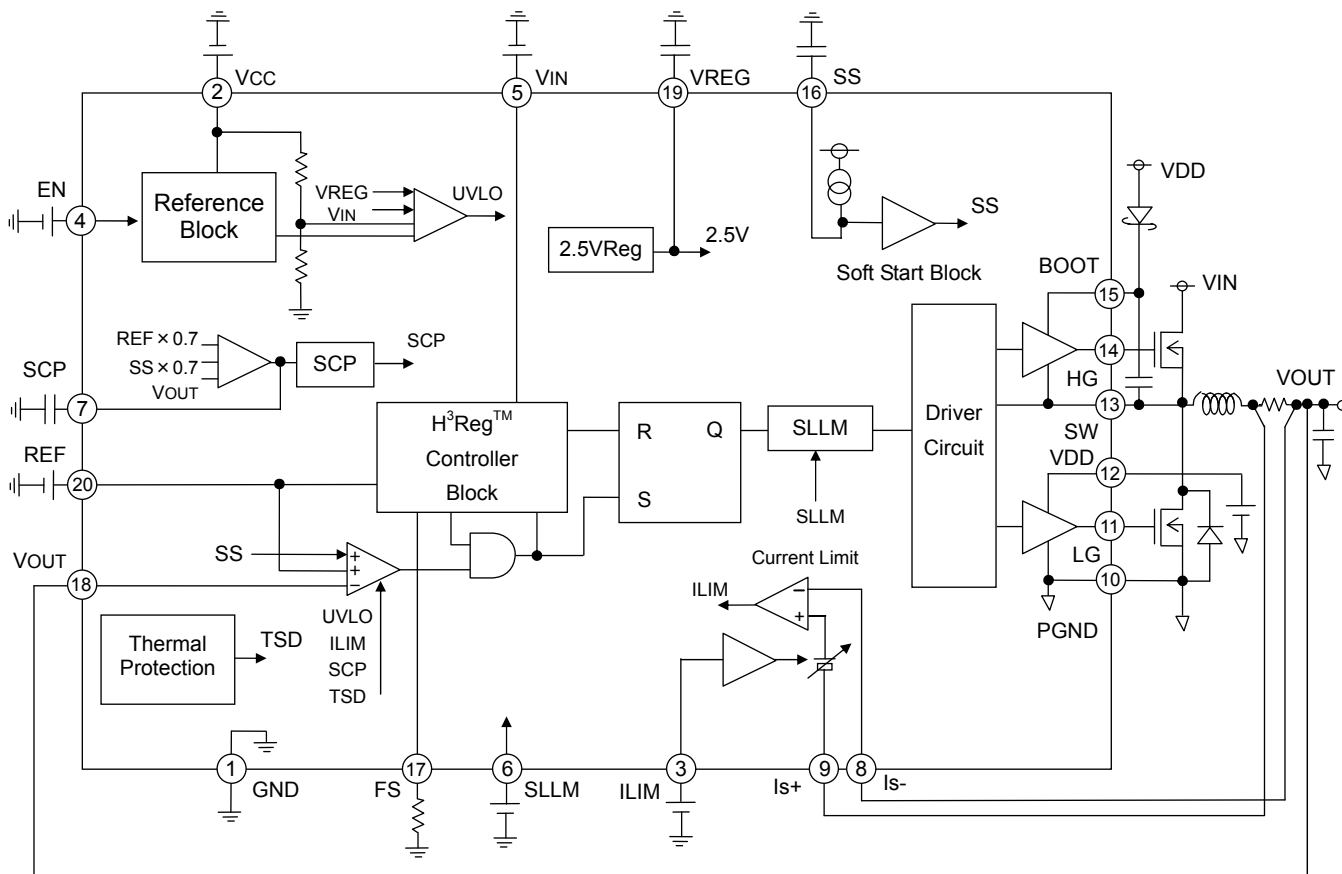 VCC
2
VIN
5
VREG
19
SS
16
EN
4
Reference
Block
VREG
VIN
UVLO
2.5VReg
2.5V
SS
Soft Start Block
VDD
BOOT
15
VIN
REF × 0.7
SS × 0.7
VOUT
SCP
SCP
SCP
7
14
HG
13
SW
VOUT
H³Reg™
Controller
Block
R
Q
S
SLLM
SLLM
Driver
Circuit
REF
20
VDD
12
11
LG
10
PGND
VOUT
18
SS
+
+
−
UVLO
ILIM
SCP
TSD
Current Limit
ILIM
−
+
Thermal
Protection
TSD
1
GND
17
FS
6
SLLM
3
ILIM
9
Is+
8
Is-